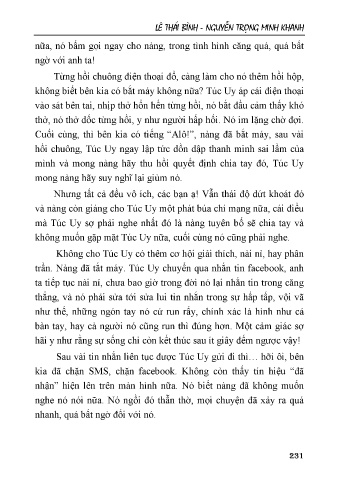 LÊ THÁI BÌNH - NGUYỄN TRỌNG MINH KHANH
nữa, nó bấm gọi ngay cho nàng, trong tình hình căng quá, quá bất
ngờ với anh ta!
Từng hồi chuông điện thoại đổ, càng làm cho nó thêm hồi hộp,
không biết bên kia có bắt máy không nữa? Túc Uy áp cái điện thoại
vào sát bên tai, nhịp thở hổn hển từng hồi, nó bắt đầu cảm thấy khó
thở, nó thở dốc từng hồi, y như người hấp hối. Nó im lặng chờ đợi.
Cuối cùng, thì bên kia có tiếng “Alô!”, nàng đã bắt máy, sau vài
hồi chuông, Túc Uy ngay lập tức dồn dập thanh minh sai lầm của
mình và mong nàng hãy thu hồi quyết định chia tay đó, Túc Uy
mong nàng hãy suy nghĩ lại giùm nó.
Nhưng tất cả đều vô ích, các bạn ạ! Vẫn thái độ dứt khoát đó
và nàng còn giáng cho Túc Uy một phát búa chí mạng nữa, cái điều
mà Túc Uy sợ phải nghe nhất đó là nàng tuyên bố sẽ chia tay và
không muốn gặp mặt Túc Uy nữa, cuối cùng nó cũng phải nghe.
Không cho Túc Uy có thêm cơ hội giải thích, nài nỉ, hay phân
trần. Nàng đã tắt máy. Túc Uy chuyển qua nhắn tin facebook, anh
ta tiếp tục nài nỉ, chưa bao giờ trong đời nó lại nhắn tin trong căng
thẳng, và nó phải sửa tới sửa lui tin nhắn trong sự hấp tấp, vội vã
như thế, những ngón tay nó cứ run rẩy, chính xác là hình như cả
bàn tay, hay cả người nó cũng run thì đúng hơn. Một cảm giác sợ
hãi y như rằng sự sống chỉ còn kết thúc sau ít giây đếm ngược vậy!
Sau vài tin nhắn liên tục được Túc Uy gửi đi thì… hỡi ôi, bên
kia đã chặn SMS, chặn facebook. Không còn thấy tín hiệu “đã
nhận” hiện lên trên màn hình nữa. Nó biết nàng đã không muốn
nghe nó nói nữa. Nó ngồi đó thẫn thờ, mọi chuyện đã xảy ra quá
nhanh, quá bất ngờ đối với nó.
231